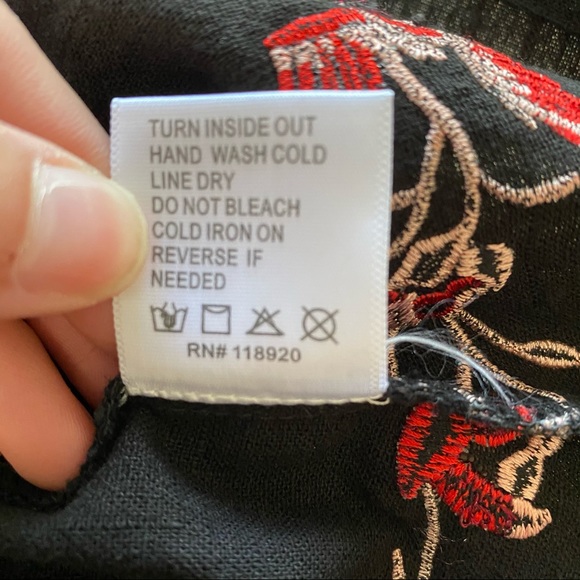 TURN INSIDE OUT
HAND WASH COLD
LINE DRY
DO NOT BLEACH
COLD IRON ON
REVERSE IF
NEEDED
RN# 118920